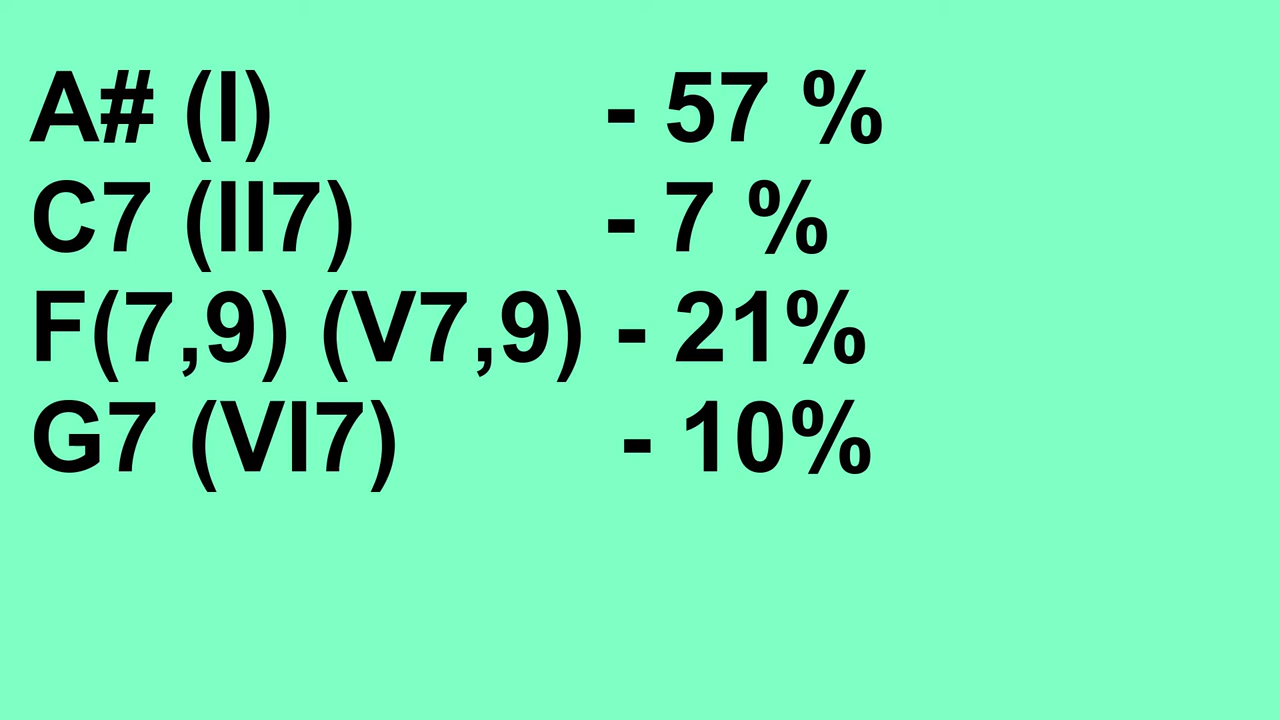 A# (I) - 57 %
C7 (II7) - 7 %
F(7,9) (V7,9) - 21%
G7 (VI7) - 10%